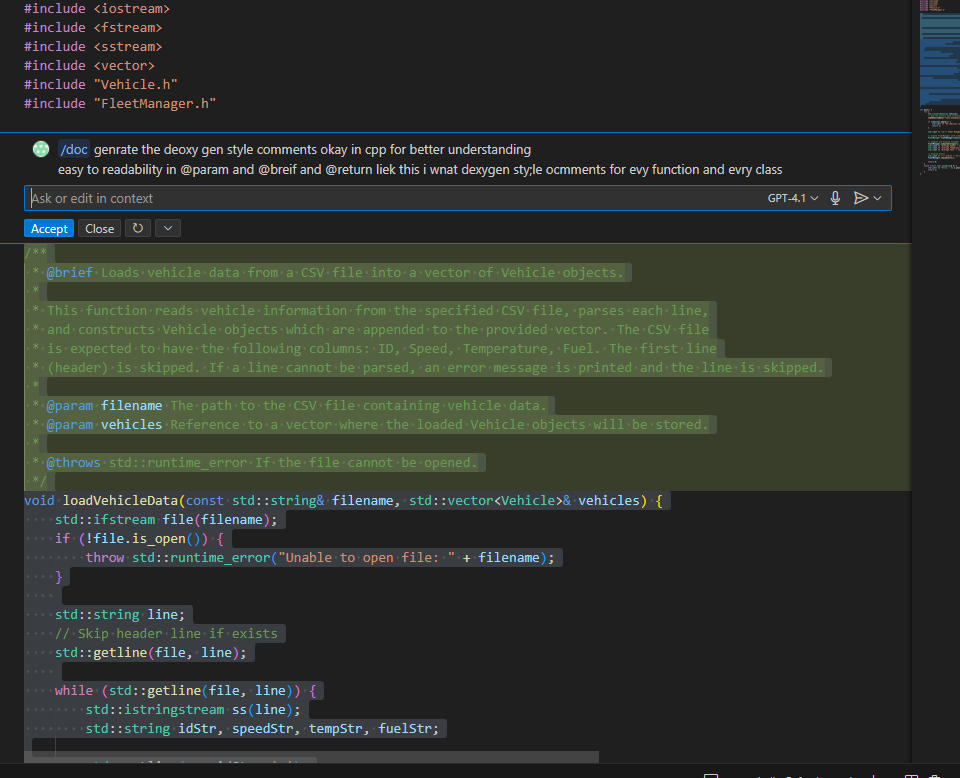 #include <iostream>
#include <fstream>
#include <sstream>
#include <vector>
#include "Vehicle.h"
#include "FleetManager.h"
/doc genrate the deoxy gen style comments okay in cpp for better understanding
easy to readability in @param and @breif and @return liek this i wnat dexygen sty;le ocmments for evy function and evry class
Ask or edit in context GPT-4.1
Accept Close
/**
* @brief Loads vehicle data from a CSV file into a vector of Vehicle objects.
*
* This function reads vehicle information from the specified CSV file, parses each line,
* and constructs Vehicle objects which are appended to the provided vector. The CSV file
* is expected to have the following columns: ID, Speed, Temperature, Fuel. The first line
* (header) is skipped. If a line cannot be parsed, an error message is printed and the line is skipped.
*
* @param filename The path to the CSV file containing vehicle data.
* @param vehicles Reference to a vector where the loaded Vehicle objects will be stored.
*
* @throws std::runtime_error If the file cannot be opened.
*/
void loadVehicleData(const std::string& filename, std::vector<Vehicle>& vehicles) {
std::ifstream file(filename);
if (!file.is_open()) {
throw std::runtime_error("Unable to open file: " + filename);
}
std::string line;
// Skip header line if exists
std::getline(file, line);
while (std::getline(file, line)) {
std::istringstream ss(line);
std::string idStr, speedStr, tempStr, fuelStr;